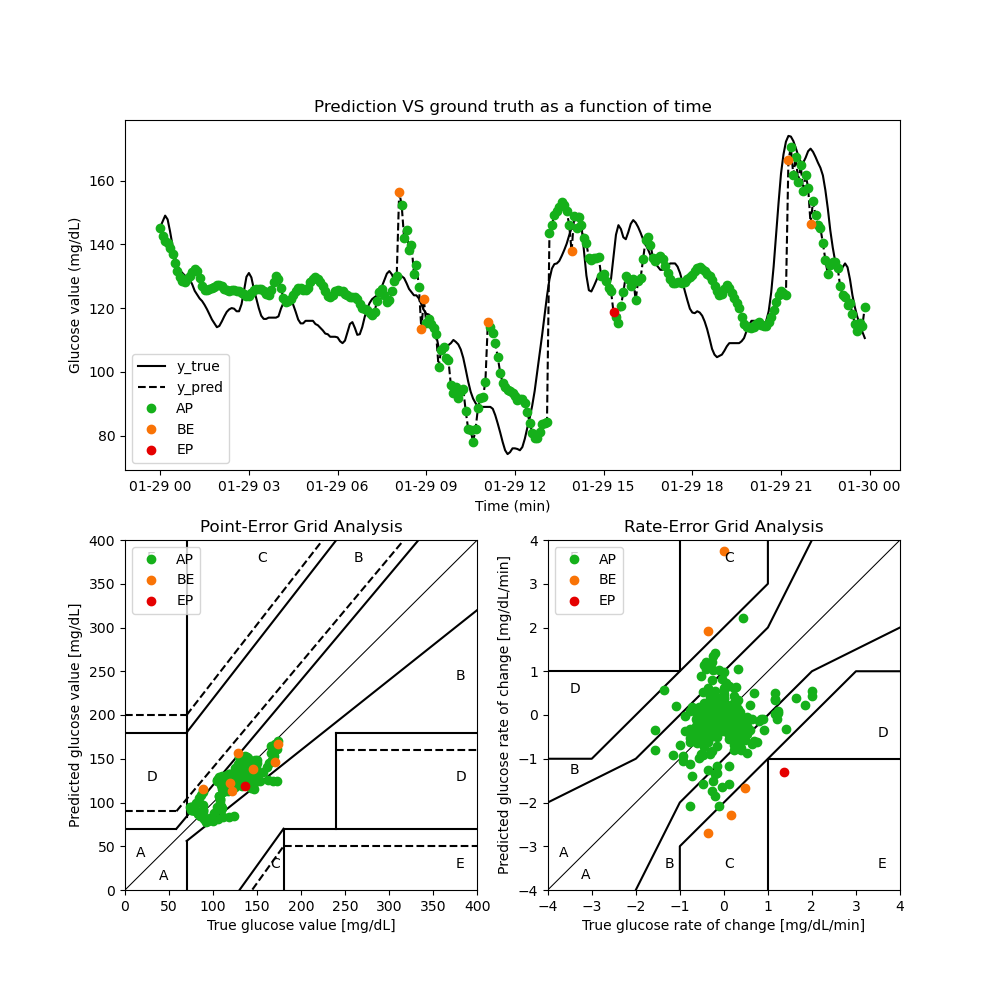 Prediction VS ground truth as a function of time
Glucose value (mg/dL)
160
140
120
100
80
y_true
y_pred
AP
BE
EP
01-29 00 01-29 03 01-29 06 01-29 09 01-29 12 01-29 15 01-29 18 01-29 21 01-30 00
Time (min)
Point-Error Grid Analysis
Predicted glucose value [mg/dL]
400
350
300
250
200
150
100
50
0
AP
BE
EP
C
B
B
D
D
A
A
C
E
0 50 100 150 200 250 300 350 400
True glucose value [mg/dL]
Rate-Error Grid Analysis
Predicted glucose rate of change [mg/dL/min]
4
3
2
1
0
−1
−2
−3
−4
AP
BE
EP
C
D
D
B
A
A
B
C
E
−4 −3 −2 −1 0 1 2 3 4
True glucose rate of change [mg/dL/min]